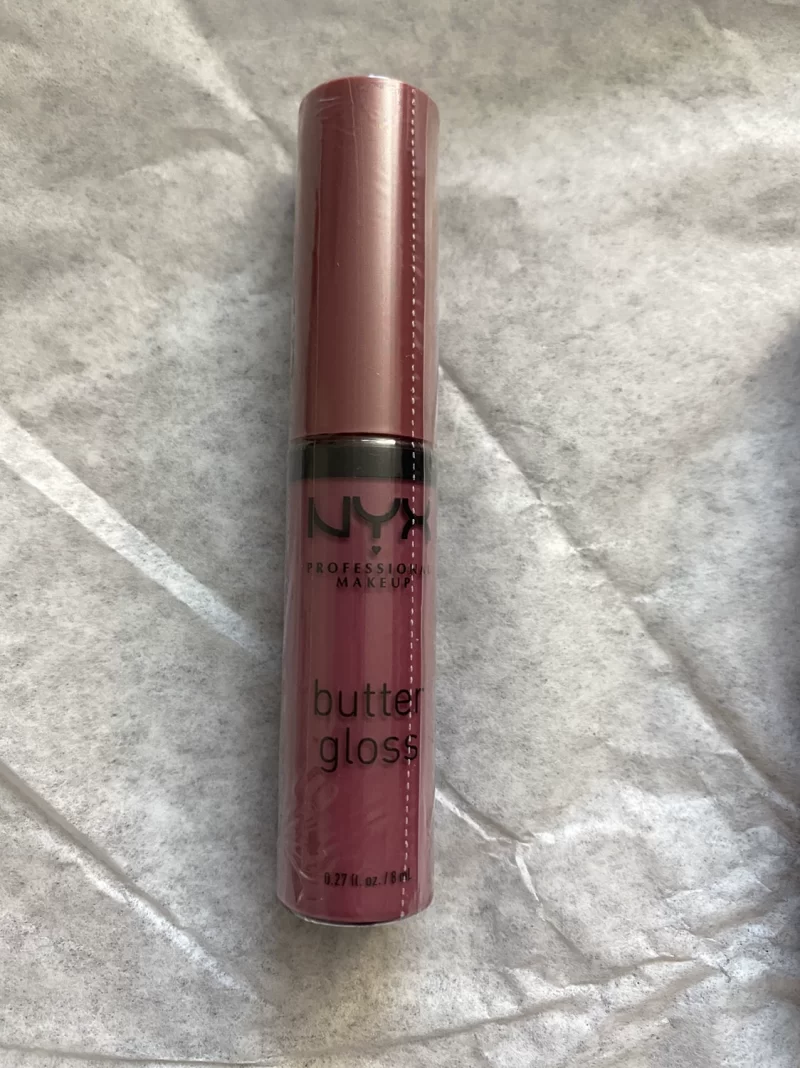 NYX
PROFESSIONAL
MAKEUP
butter
gloss
0.27 fl. oz. / 8 mL